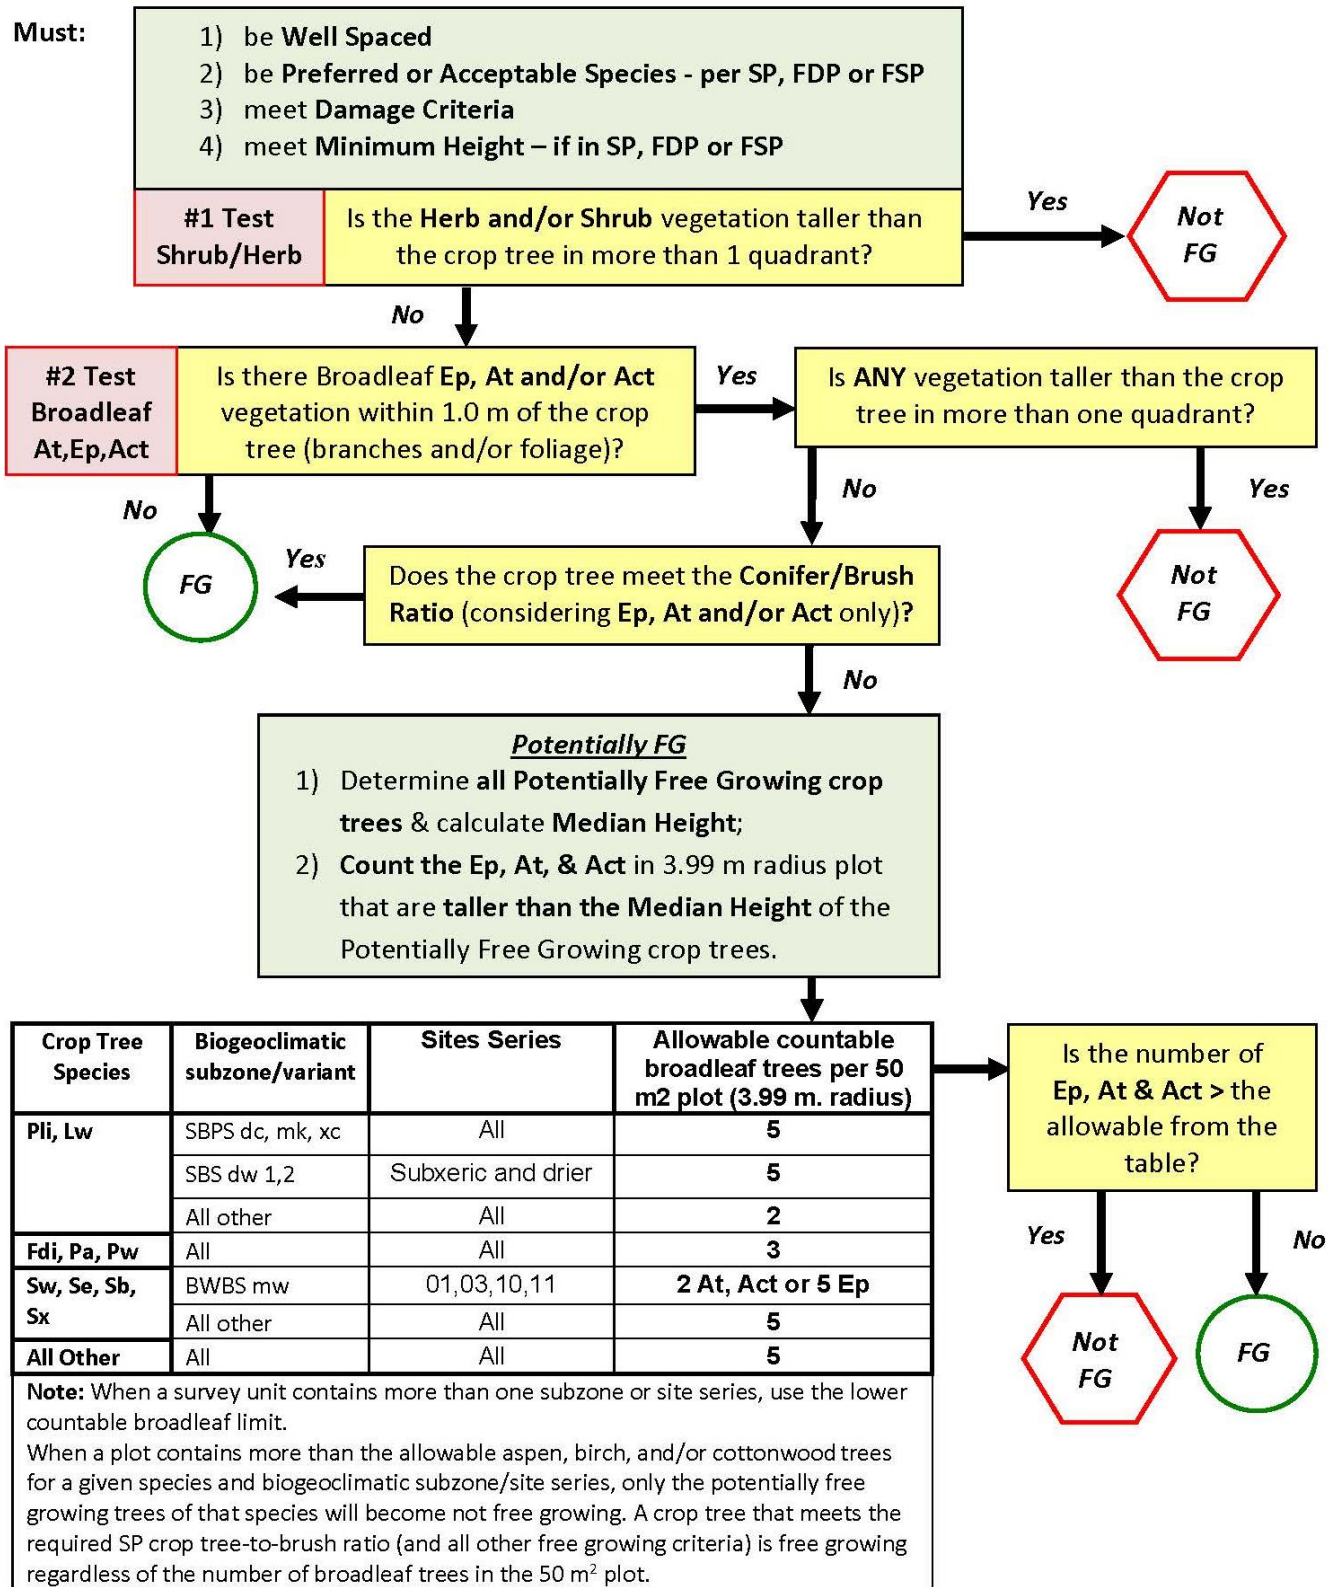 Must:
1) be Well Spaced
2) be Preferred or Acceptable Species - per SP, FDP or FSP
3) meet Damage Criteria
4) meet Minimum Height – if in SP, FDP or FSP
#1 Test
Shrub/Herb
Is the Herb and/or Shrub vegetation taller than
the crop tree in more than 1 quadrant?
Yes
Not
FG
No
#2 Test
Broadleaf
At,Ep,Act
Is there Broadleaf Ep, At and/or Act
vegetation within 1.0 m of the crop
tree (branches and/or foliage)?
Yes
Is ANY vegetation taller than the crop
tree in more than one quadrant?
No
No
Yes
FG
Yes
Does the crop tree meet the Conifer/Brush
Ratio (considering Ep, At and/or Act only)?
Not
FG
No
Potentially FG
1) Determine all Potentially Free Growing crop
trees & calculate Median Height;
2) Count the Ep, At, & Act in 3.99 m radius plot
that are taller than the Median Height of the
Potentially Free Growing crop trees.
Crop Tree
Species
Biogeoclimatic
subzone/variant
Sites Series
Allowable countable
broadleaf trees per 50
m2 plot (3.99 m. radius)
Pli, Lw
SBPS dc, mk, xc
All
5
SBS dw 1,2
Subxeric and drier
5
All other
All
2
Fdi, Pa, Pw
All
All
3
Sw, Se, Sb,
Sx
BWBS mw
01,03,10,11
2 At, Act or 5 Ep
All other
All
5
All Other
All
All
5
Is the number of
Ep, At & Act > the
allowable from the
table?
Yes
No
Not
FG
FG
Note: When a survey unit contains more than one subzone or site series, use the lower
countable broadleaf limit.
When a plot contains more than the allowable aspen, birch, and/or cottonwood trees
for a given species and biogeoclimatic subzone/site series, only the potentially free
growing trees of that species will become not free growing. A crop tree that meets the
required SP crop tree-to-brush ratio (and all other free growing criteria) is free growing
regardless of the number of broadleaf trees in the 50 m² plot.